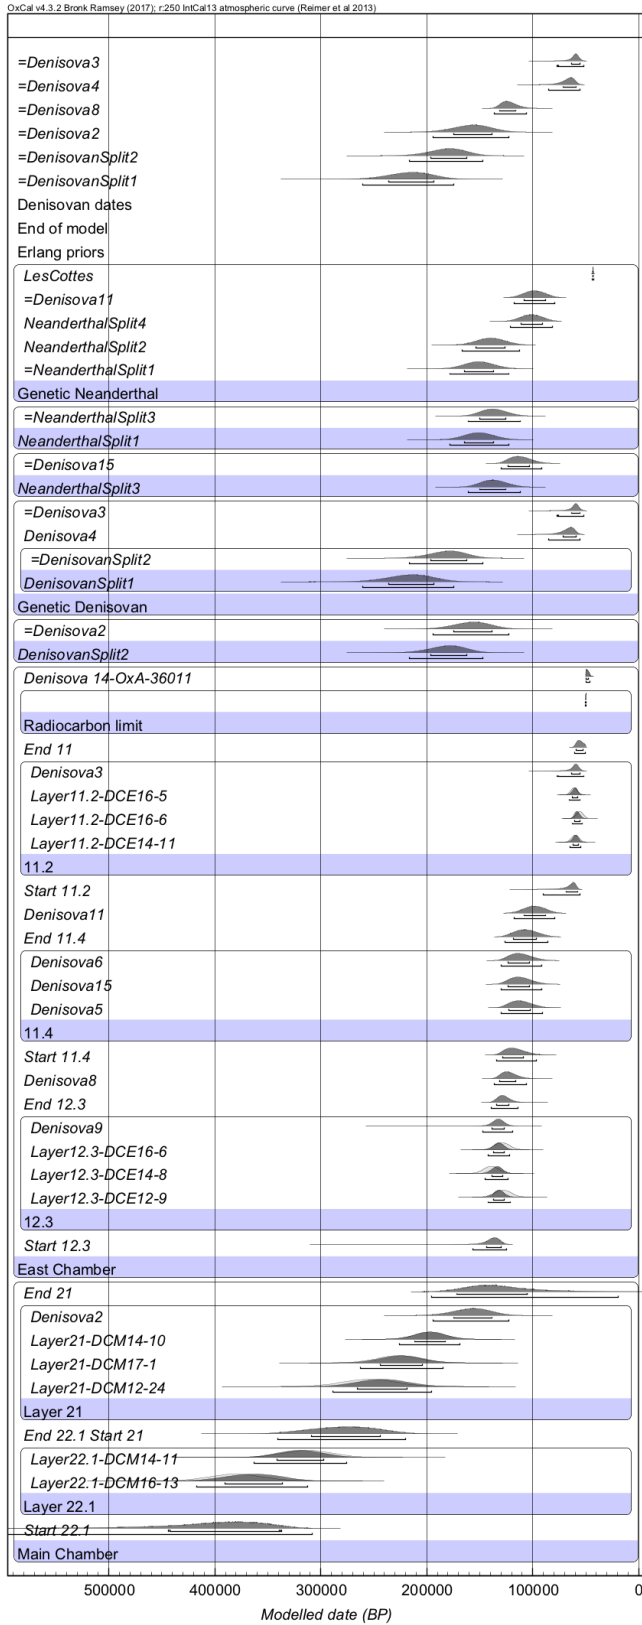 OxCal v4.3.2 Bronk Ramsey (2017); r:250 IntCal13 atmospheric curve (Reimer et al 2013)
=Denisova3
=Denisova4
=Denisova8
=Denisova2
=DenisovanSplit2
=DenisovanSplit1
Denisovan dates
End of model
Erlang priors
LesCottes
=Denisova11
NeanderthalSplit4
NeanderthalSplit2
=NeanderthalSplit1
Genetic Neanderthal
=NeanderthalSplit3
NeanderthalSplit1
=Denisova15
NeanderthalSplit3
=Denisova3
Denisova4
=DenisovanSplit2
DenisovanSplit1
Genetic Denisovan
=Denisova2
DenisovanSplit2
Denisova 14-OxA-36011
Radiocarbon limit
End 11
Denisova3
Layer11.2-DCE16-5
Layer11.2-DCE16-6
Layer11.2-DCE14-11
11.2
Start 11.2
Denisova11
End 11.4
Denisova6
Denisova15
Denisova5
11.4
Start 11.4
Denisova8
End 12.3
Denisova9
Layer12.3-DCE16-6
Layer12.3-DCE14-8
Layer12.3-DCE12-9
12.3
Start 12.3
East Chamber
End 21
Denisova2
Layer21-DCM14-10
Layer21-DCM17-1
Layer21-DCM12-24
Layer 21
End 22.1 Start 21
Layer22.1-DCM14-11
Layer22.1-DCM16-13
Layer 22.1
Start 22.1
Main Chamber
500000 400000 300000 200000 100000 0
Modelled date (BP)